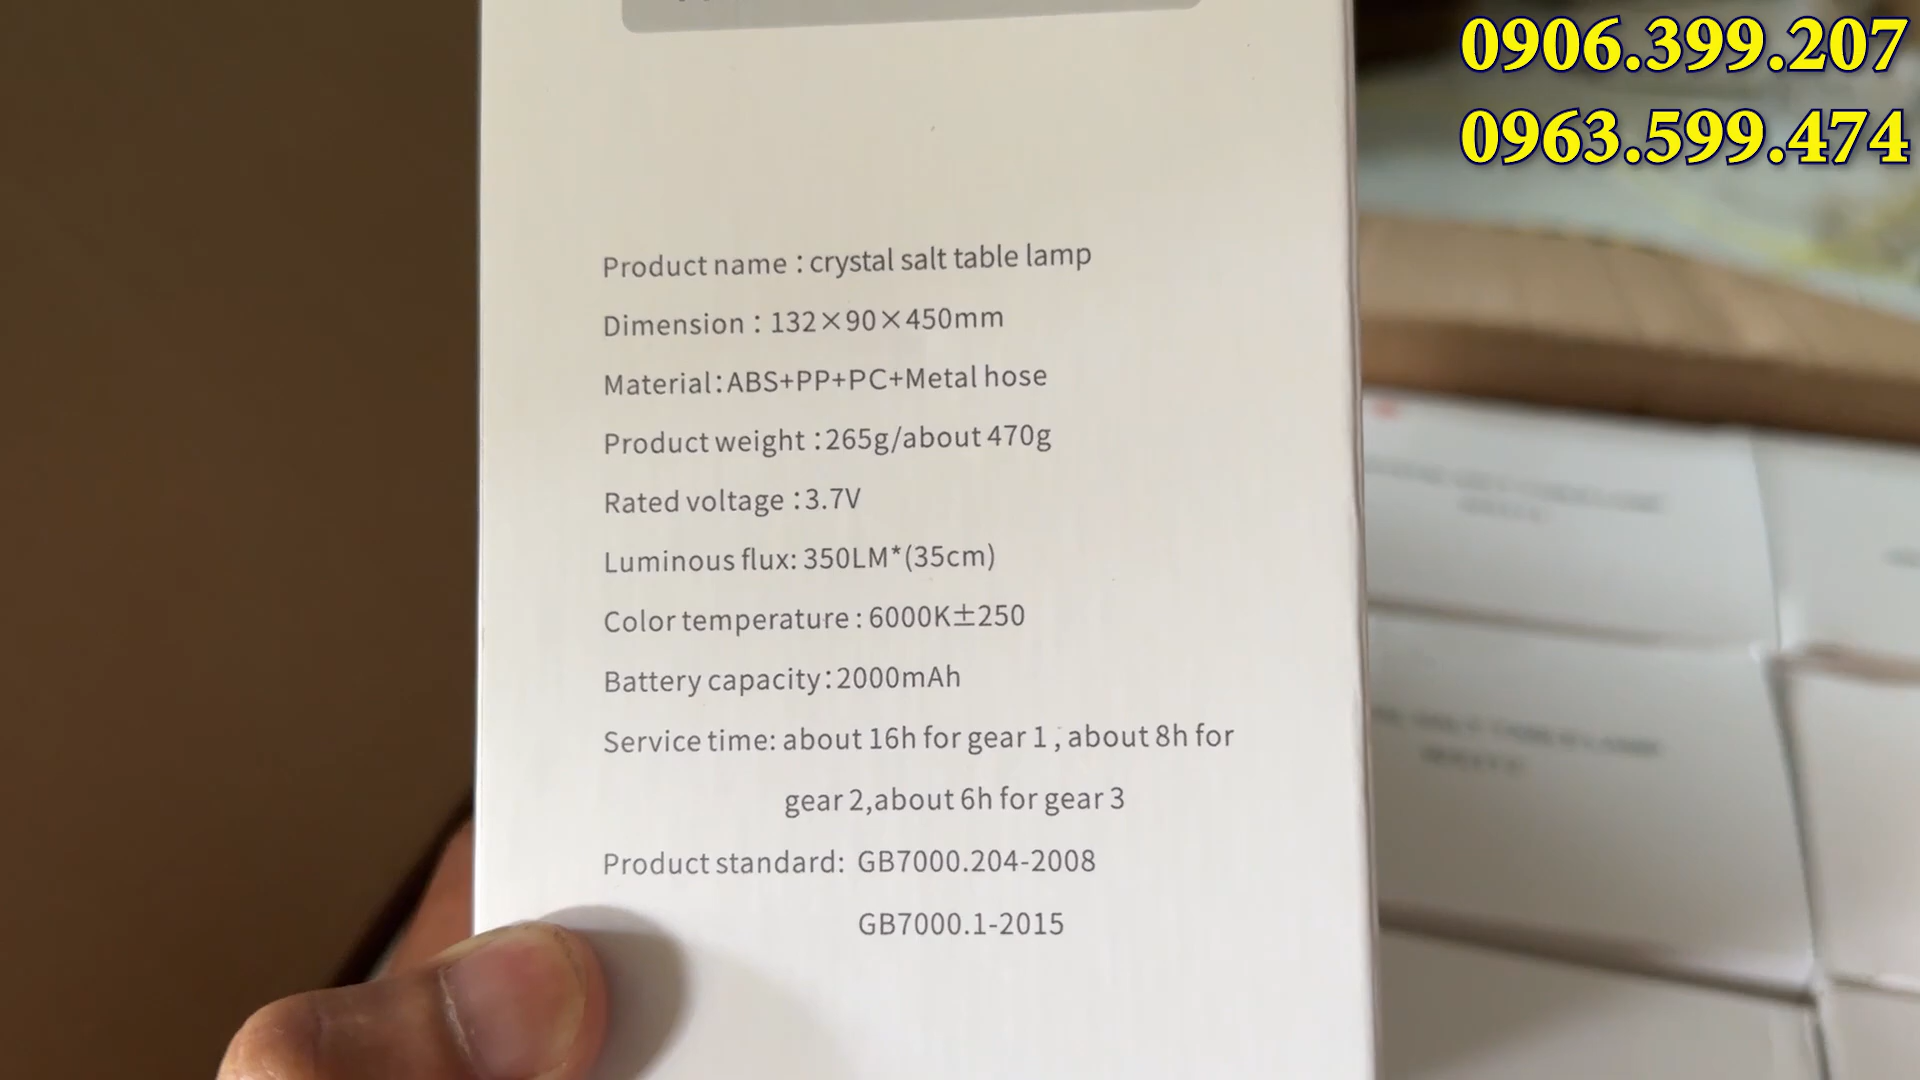 0906.399.207
0963.599.474
Product name : crystal salt table lamp
Dimension : 132×90×450mm
Material:ABS+PP+PC+Metal hose
Product weight :265g/about 470g
Rated voltage :3.7V
Luminous flux: 350LM*(35cm)
Color temperature : 6000K±250
Battery capacity:2000mAh
Service time: about 16h for gear 1 , about 8h for
gear 2,about 6h for gear 3
Product standard: GB7000.204-2008
GB7000.1-2015